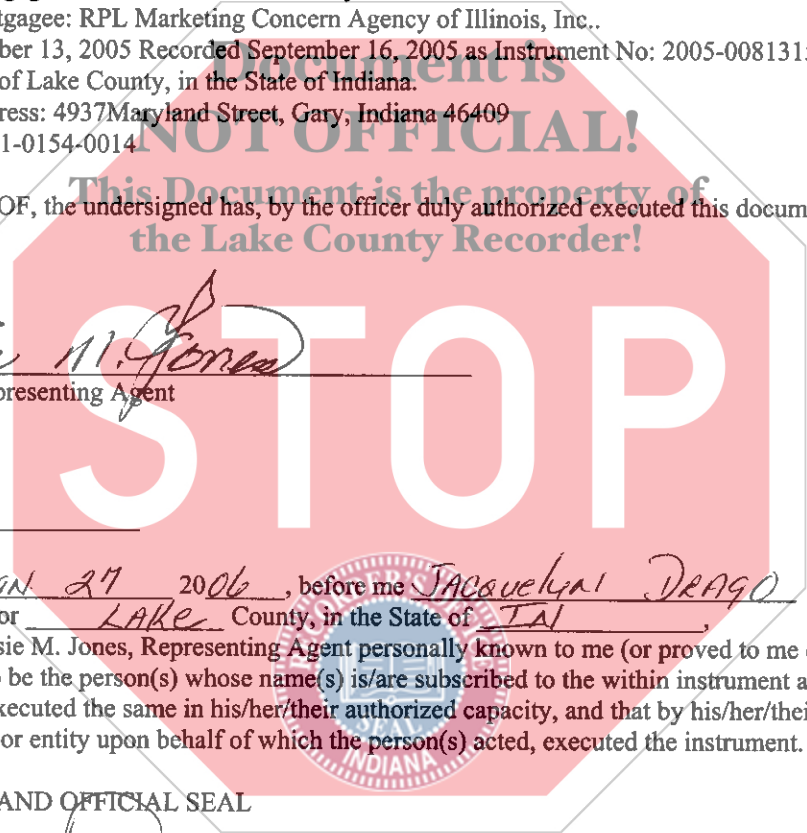 tgagee: RPL Marketing Concern Agency of Illinois, Inc..
ber 13, 2005 Recorded September 16, 2005 as Instrument No: 2005-008131
of Lake County, in the State of Indiana.
Document is
ress: 4937Maryland Street, Gary, Indiana 46409
1-0154-0014
NOT OFFICIAL!
This Document is the property of
OF, the undersigned has, by the officer duly authorized executed this docum
the Lake County Recorder!
M. Jones
presenting Agent
STOP
27 2006, before me Jacquelyn Drago
or LAKE County, in the State of IN,
sie M. Jones, Representing Agent personally known to me (or proved to me
be the person(s) whose name(s) is/are subscribed to the within instrument a
xecuted the same in his/her/their authorized capacity, and that by his/her/thei
or entity upon behalf of which the person(s) acted, executed the instrument.
RECORDER'S OFFICE
SEAL
INDIANA
AND OFFICIAL SEAL